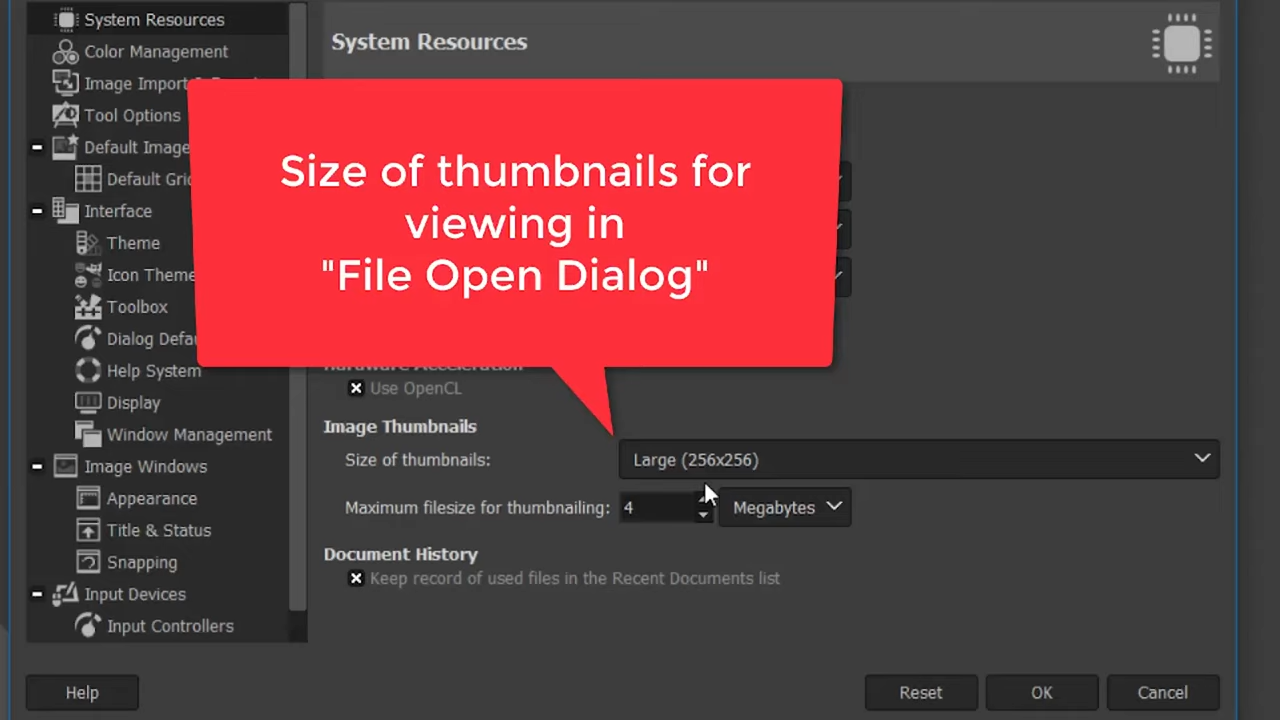 System Resources
Color Management
Image Import
Tool Options
Default Image
Default Grid
Interface
Theme
Icon Theme
Toolbox
Dialog
Help System
Display
Window Management
Image Windows
Appearance
Title & Status
Snapping
Input Devices
Input Controllers
Help
System Resources
Size of thumbnails for
viewing in
"File Open Dialog"
Hardware Acceleration
Use OpenCL
Image Thumbnails
Size of thumbnails: Large (256x256)
Maximum filesize for thumbnailing: 4 Megabytes
Document History
Keep record of used files in the Recent Documents list
Reset OK Cancel